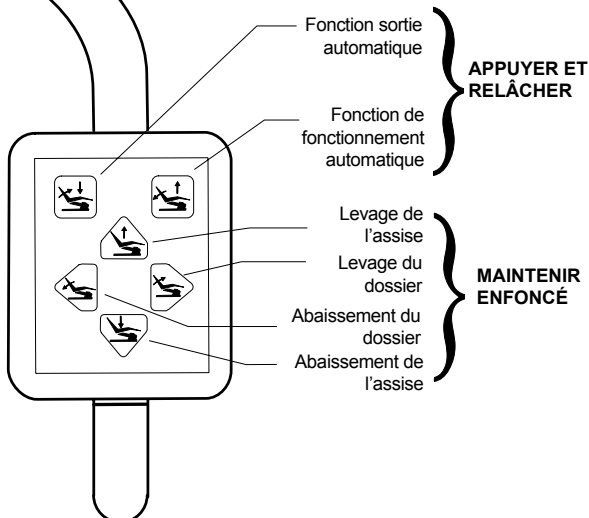 Fonction sortie
automatique
APPUYER ET
RELÂCHER
Fonction de
fonctionnement
automatique
Levage de
l'assise
Levage du
dossier
MAINTENIR
ENFONCÉ
Abaissement du
dossier
Abaissement de
l'assise